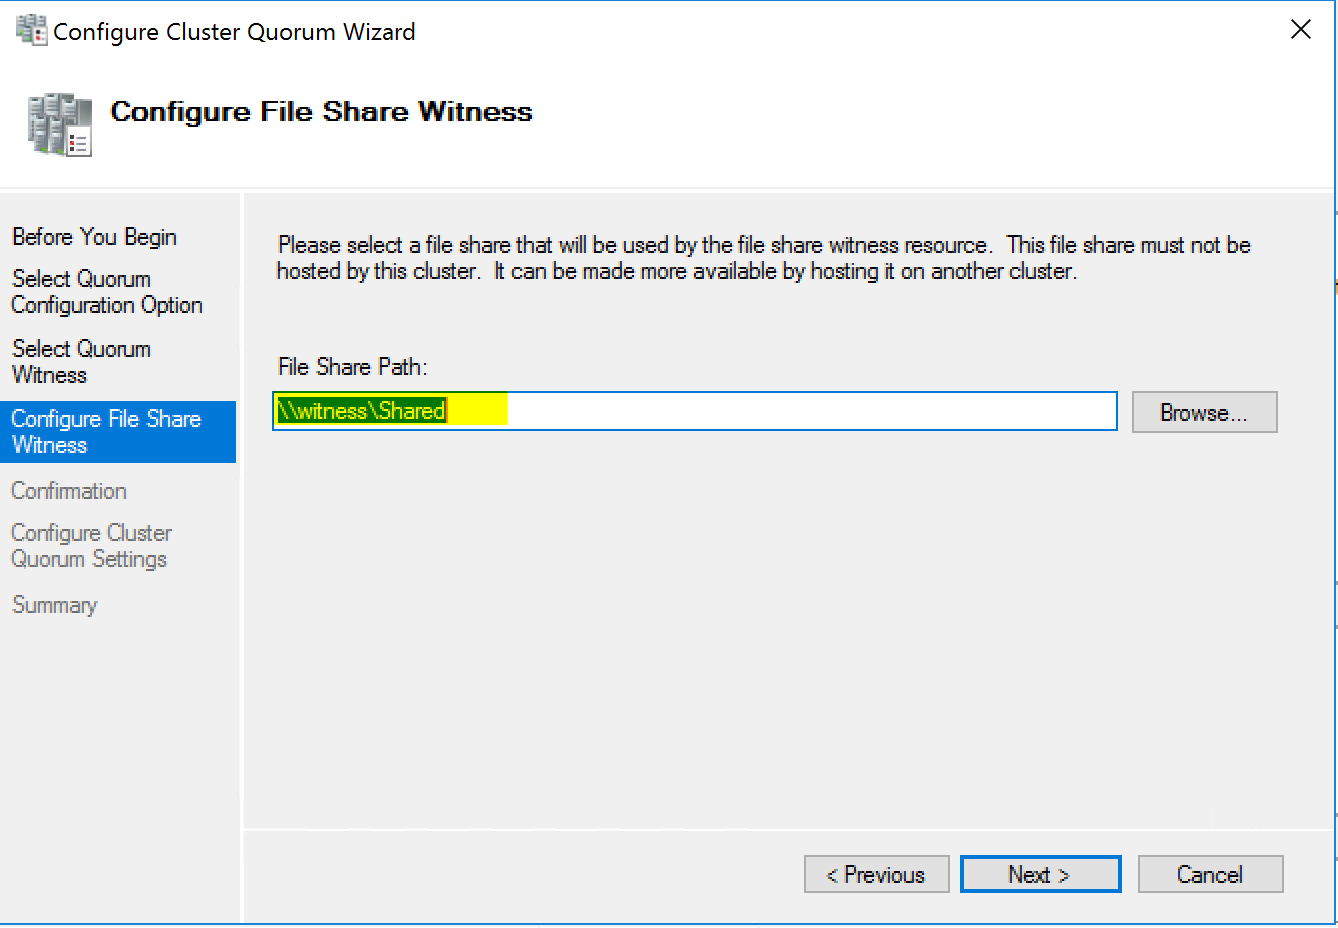 Configure Cluster Quorum Wizard
Configure File Share Witness
Before You Begin
Select Quorum
Configuration Option
Select Quorum
Witness
Configure File Share
Witness
Confirmation
Configure Cluster
Quorum Settings
Summary
Please select a file share that will be used by the file share witness resource.  This file share must not be
hosted by this cluster.  It can be made more available by hosting it on another cluster.
File Share Path:
\\witness\Shared
Browse...
< Previous
Next >
Cancel